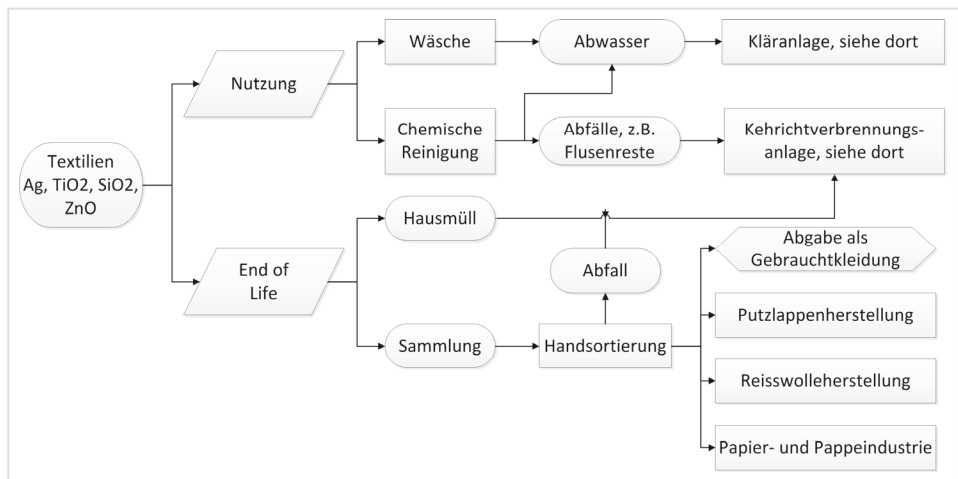 Wäsche
Abwasser
Kläranlage, siehe dort
Nutzung
Chemische
Reinigung
Abfälle, z.B.
Flusenreste
Kehrichtverbrennungs-
anlage, siehe dort
Textilien
Ag, TiO2, SiO2,
ZnO
Hausmüll
End of
Life
Abfall
Abgabe als
Gebrauchtkleidung
Putzlappenherstellung
Sammlung
Handsortierung
Reisswolleherstellung
Papier- und Pappeindustrie